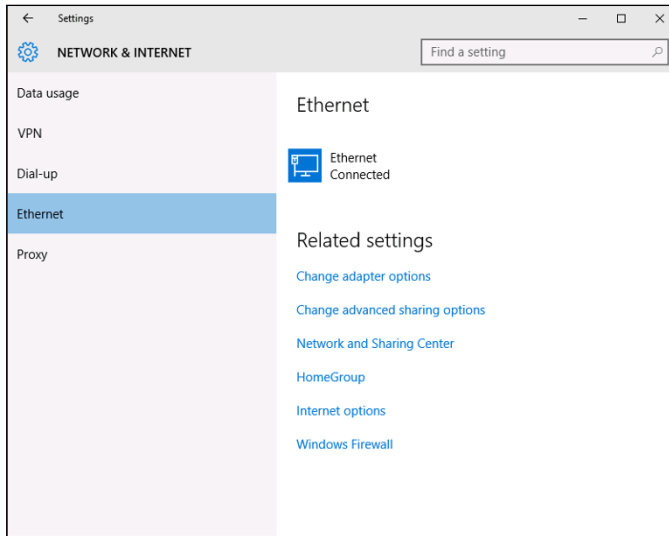 Settings
NETWORK & INTERNET
Find a setting
Data usage
VPN
Dial-up
Ethernet
Proxy
Ethernet
Ethernet
Connected
Related settings
Change adapter options
Change advanced sharing options
Network and Sharing Center
HomeGroup
Internet options
Windows Firewall